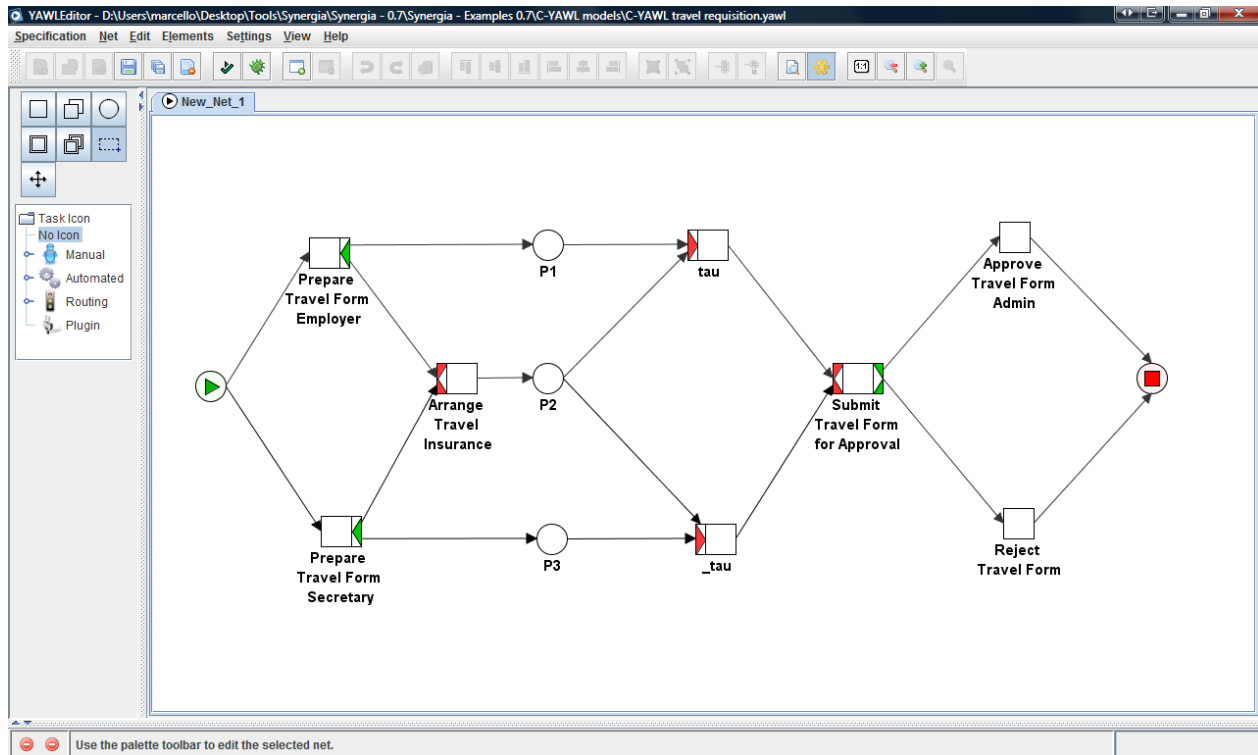 YAWLEditor - D:\Users\marcello\Desktop\Tools\Synergia\Synergia - 0.7\Synergia - Examples 0.7\C-YAWL models\C-YAWL travel requisition.yawl
Specification Net Edit Elements Settings View Help
1:1
New_Net_1
Task Icon
No Icon
Manual
Automated
Routing
Plugin
Prepare
Travel Form
Employer
P1
tau
Approve
Travel Form
Admin
Arrange
Travel
Insurance
P2
Submit
Travel Form
for Approval
Prepare
Travel Form
Secretary
P3
_tau
Reject
Travel Form
Use the palette toolbar to edit the selected net.